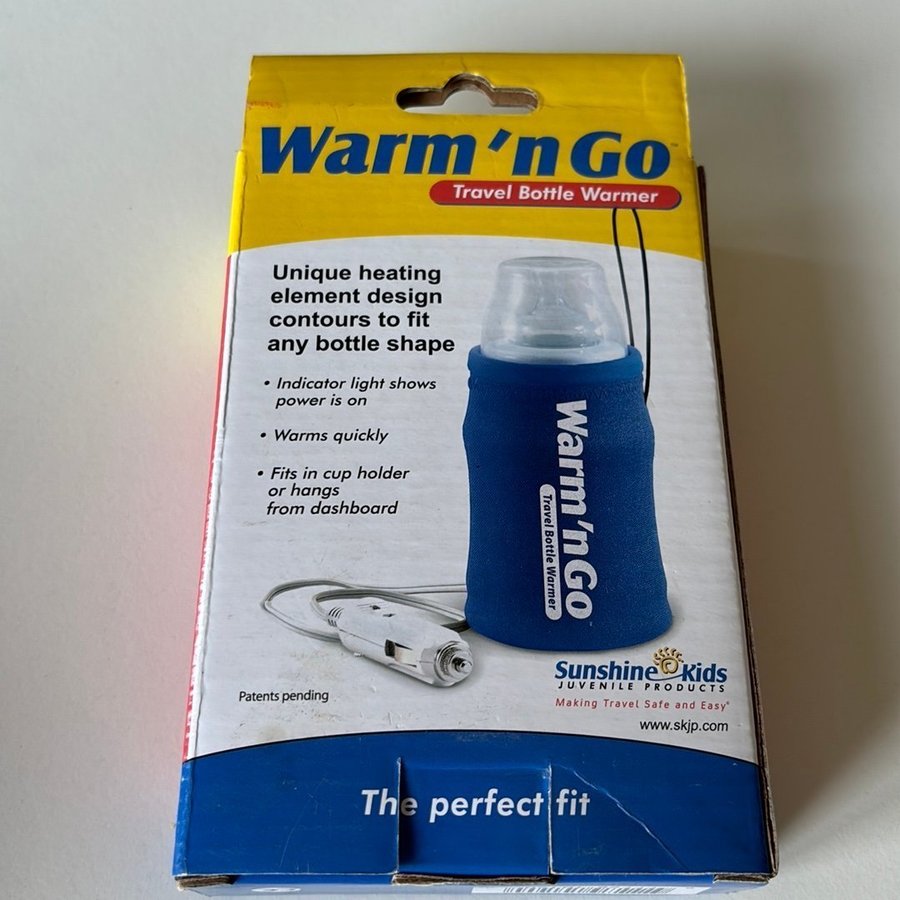 Warm 'n Go™
Travel Bottle Warmer
Unique heating
element design
contours to fit
any bottle shape
• Indicator light shows
power is on
• Warms quickly
• Fits in cup holder
or hangs
from dashboard
Warm 'n Go™
Travel Bottle Warmer
Sunshine Kids
JUVENILE PRODUCTS
Making Travel Safe and Easy®
Patents pending
www.skjp.com
The perfect fit